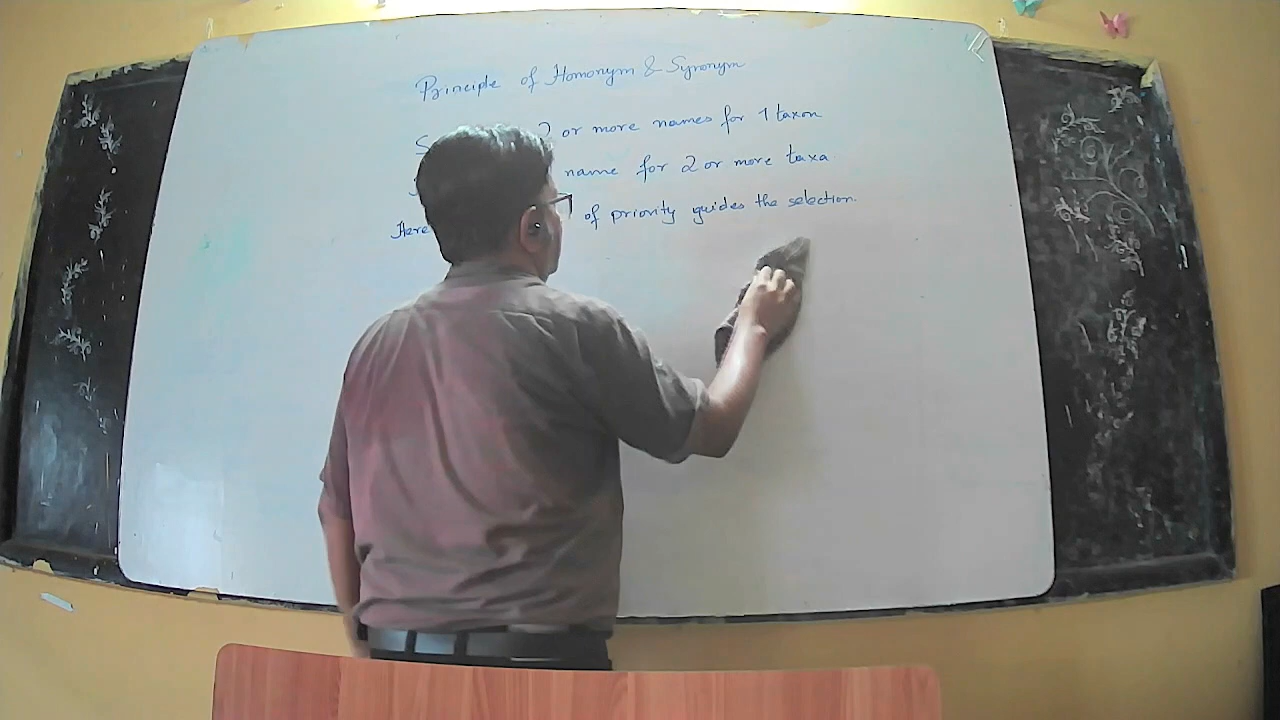 Principle of Homonym & Synonym
2 or more names for 1 taxon
name for 2 or more taxa.
Here of priority guides the selection.